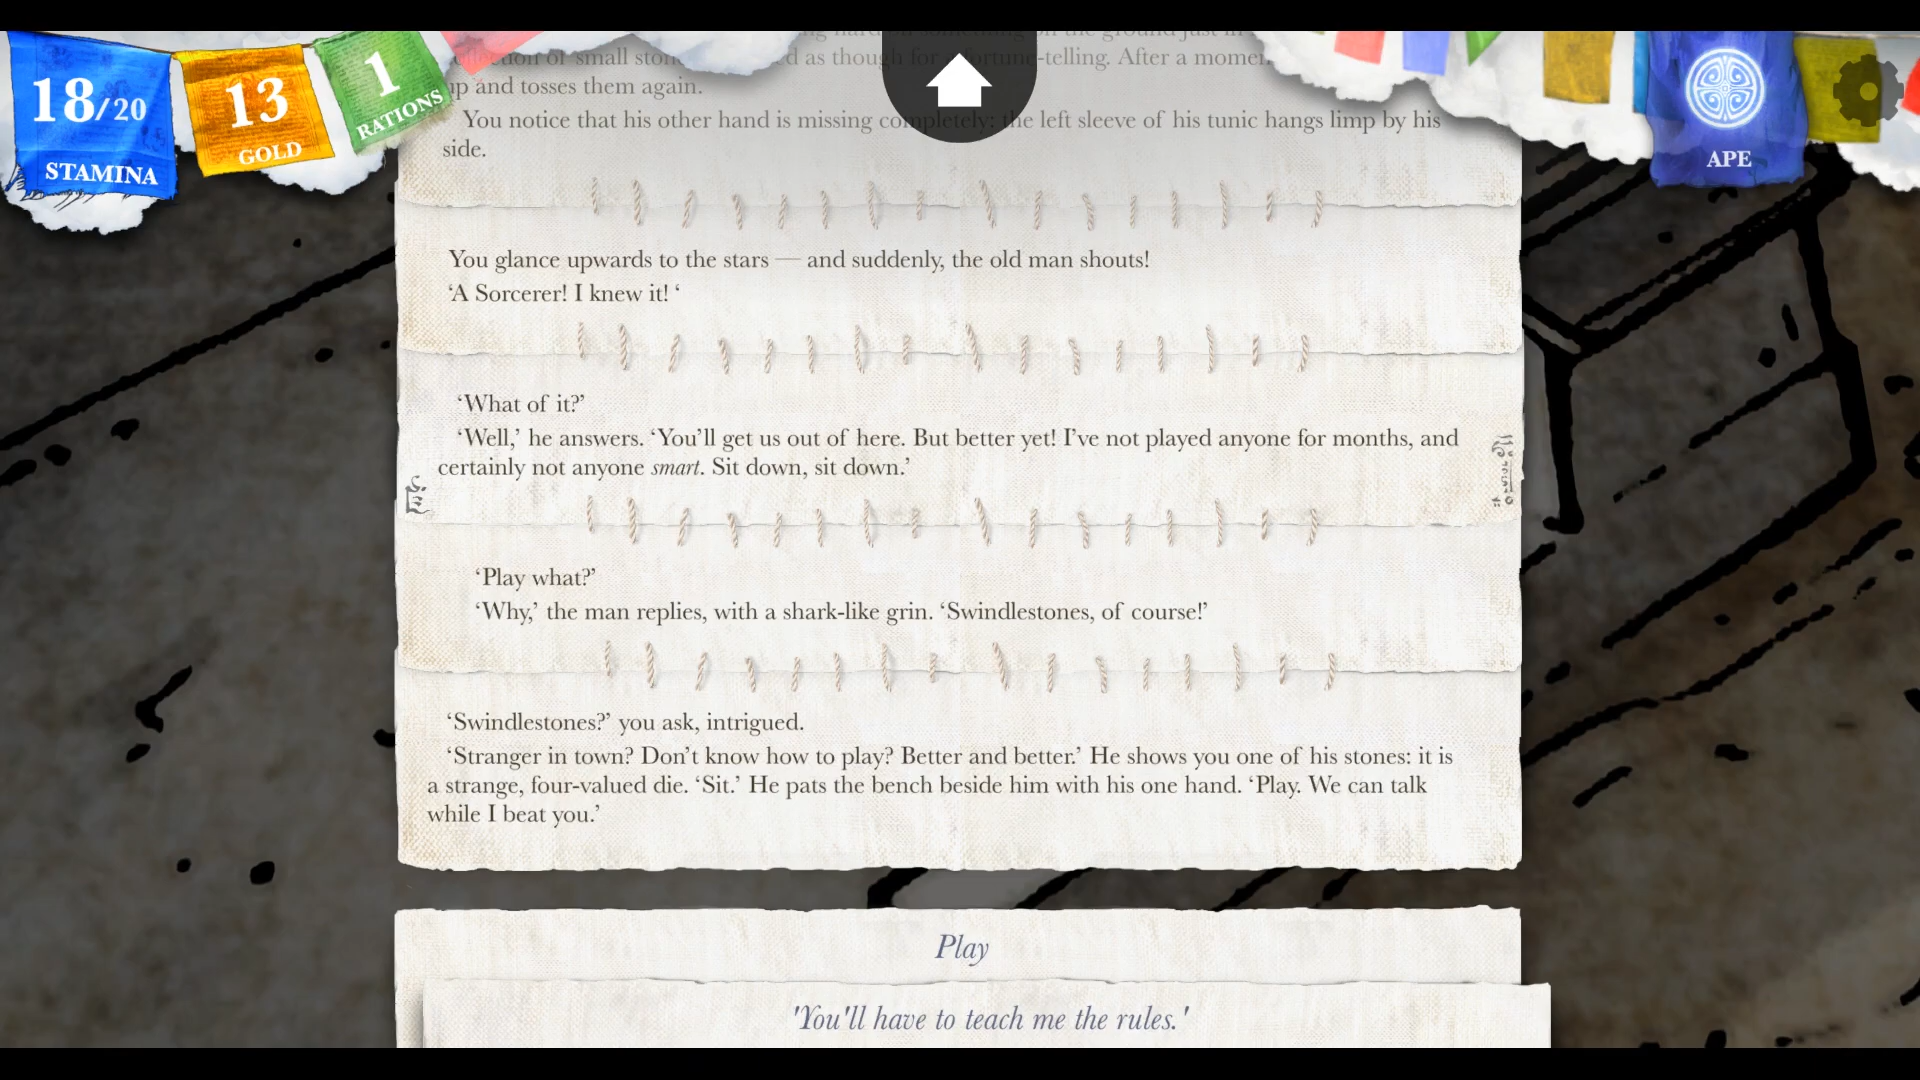 18/20
STAMINA
13
GOLD
1
RATIONS
APE
of small as though for -telling. After a
up and tosses them again.
You notice that his other hand is missing completely; the left sleeve of his tunic hangs limp by his
side.
You glance upwards to the stars — and suddenly, the old man shouts!
‘A Sorcerer! I knew it! ‘
‘What of it?’
‘Well,’ he answers. ‘You’ll get us out of here. But better yet! I’ve not played anyone for months, and
certainly not anyone smart. Sit down, sit down.’
‘Play what?’
‘Why,’ the man replies, with a shark-like grin. ‘Swindlestones, of course!’
‘Swindlestones?’ you ask, intrigued.
‘Stranger in town? Don’t know how to play? Better and better.’ He shows you one of his stones: it is
a strange, four-valued die. ‘Sit.’ He pats the bench beside him with his one hand. ‘Play. We can talk
while I beat you.’
Play
'You'll have to teach me the rules.'